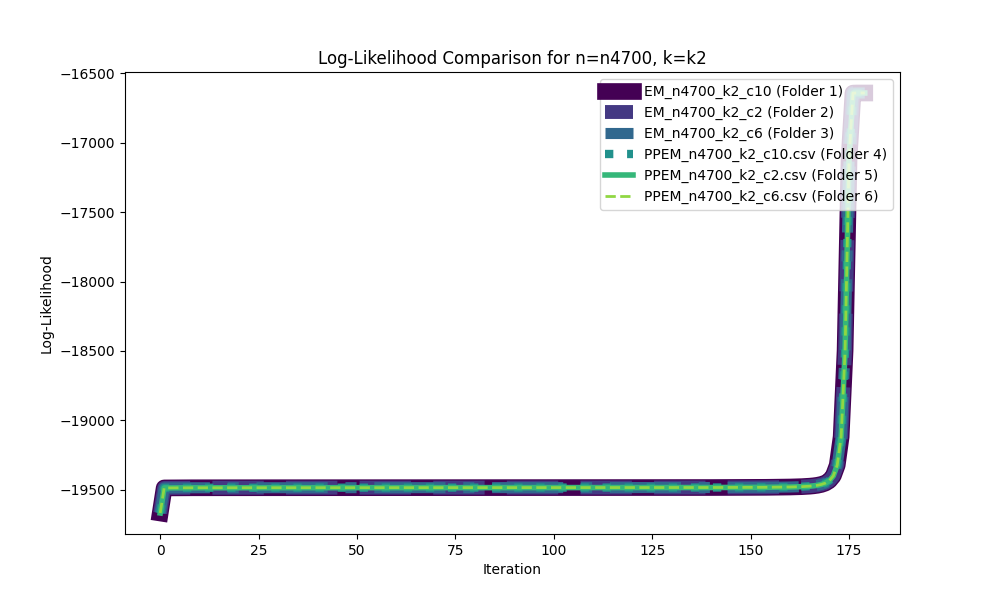 Log-Likelihood Comparison for n=n4700, k=k2
Log-Likelihood
−16500
−17000
−17500
−18000
−18500
−19000
−19500
EM_n4700_k2_c10 (Folder 1)
EM_n4700_k2_c2 (Folder 2)
EM_n4700_k2_c6 (Folder 3)
PPEM_n4700_k2_c10.csv (Folder 4)
PPEM_n4700_k2_c2.csv (Folder 5)
PPEM_n4700_k2_c6.csv (Folder 6)
0 25 50 75 100 125 150 175
Iteration